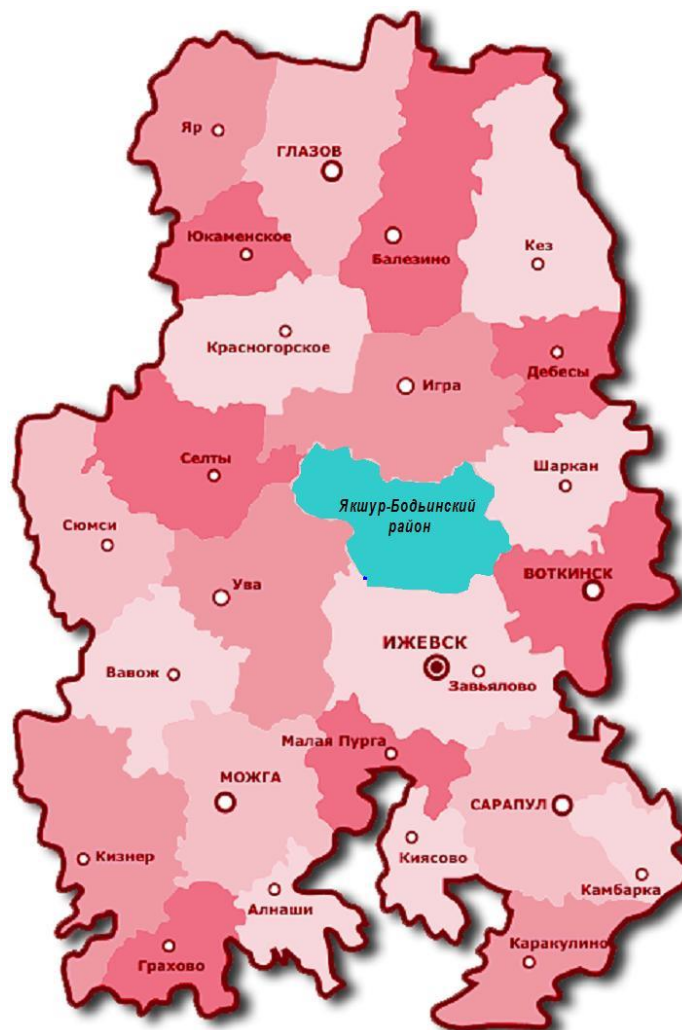 Яр
ГЛАЗОВ
Юкаменское
Балезино
Кез
Красногорское
Игра
Дебесы
Селты
Шаркан
Якшур-Бодьинский
район
Сюмси
Ува
ВОТКИНСК
ИЖЕВСК
Вавож
Завьялово
Малая Пурга
МОЖГА
САРАПУЛ
Кизнер
Киясово
Камбарка
Алнаши
Грахово
Каракулино